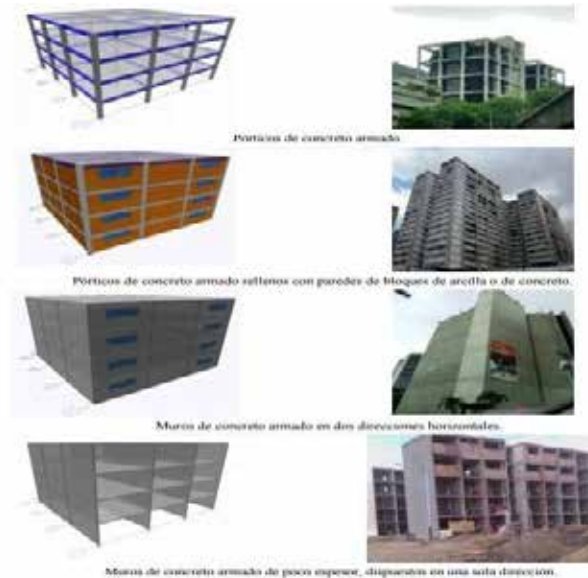 Pórticos de concreto armado.
Pórticos de concreto armado rellenos con paredes de bloques de arcilla o de concreto.
Muros de concreto armado en dos direcciones horizontales.
Muros de concreto armado de poco espesor, dispuestos en una sola dirección.